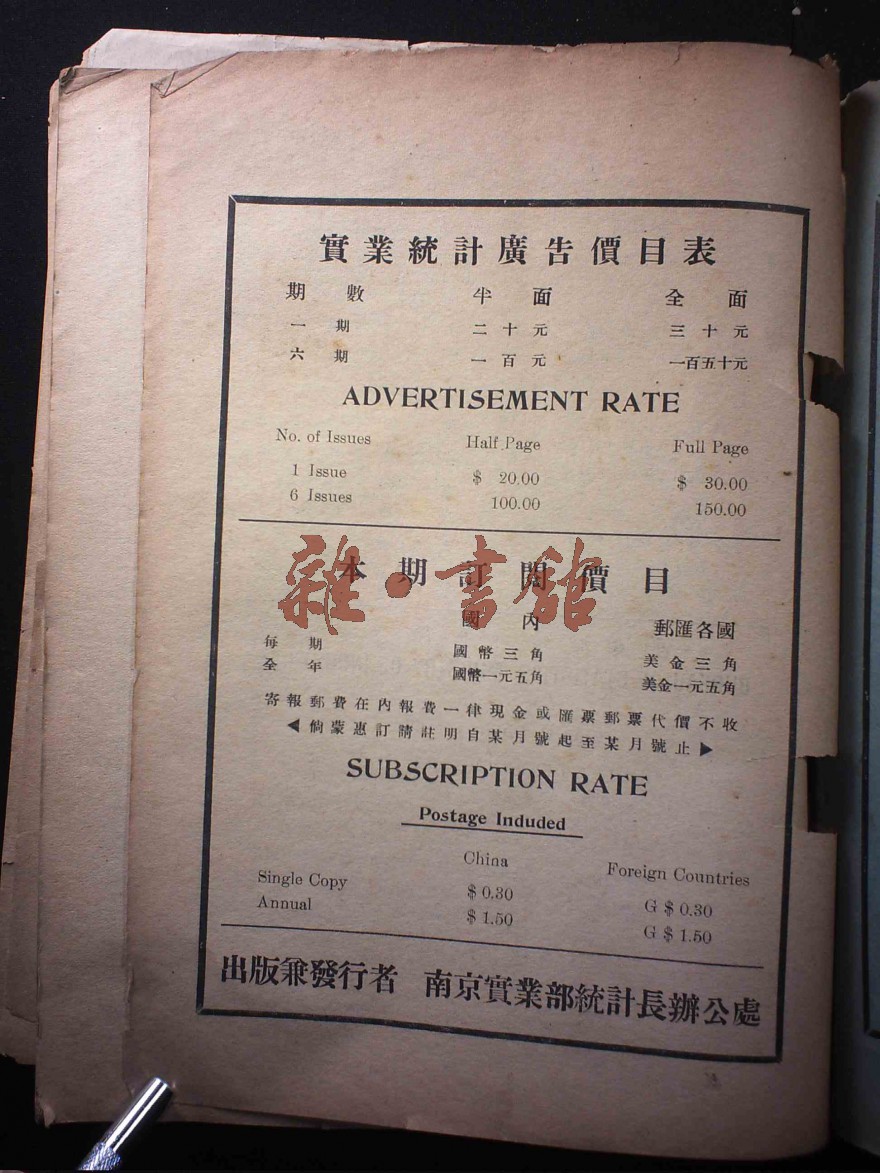 實業統計廣告價目表
期數 半面 全面
一期 二十元 三十元
六期 一百元 一百五十元
ADVERTISEMENT RATE
No. of Issues Half Page Full Page
1 Issue $ 20.00 $ 30.00
6 Issues 100.00 150.00
本期訂閱價目
雜·書館
國內 郵匯各國
每期 國幣三角 美金三角
全年 國幣一元五角 美金一元五角
寄報郵費在內報費一律現金或匯票郵票代價不收
◀倘蒙惠訂請註明自某月號起至某月號止▶
SUBSCRIPTION RATE
Postage Induded
China Foreign Countries
Single Copy $ 0.30 G $ 0.30
Annual $ 1.50 G $ 1.50
出版兼發行者 南京實業部統計長辦公處